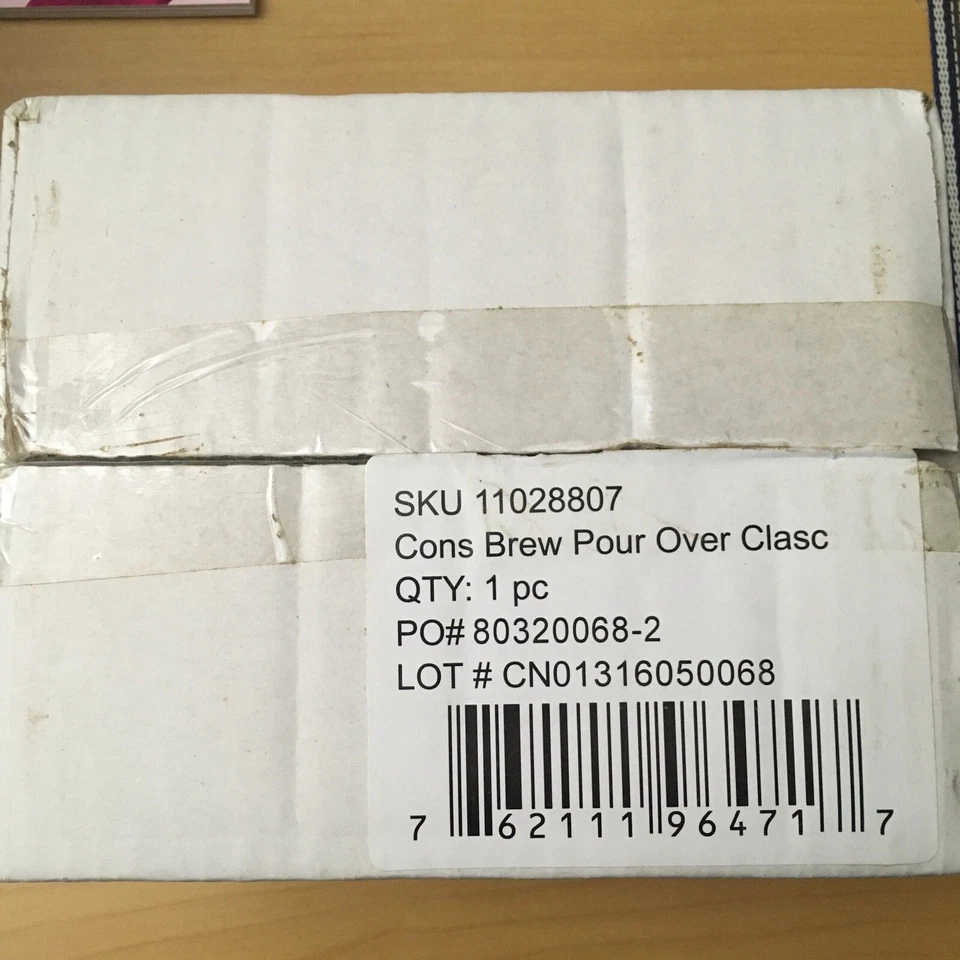 SKU 11028807
Cons Brew Pour Over Clasc
QTY: 1 pc
PO# 80320068-2
LOT # CN01316050068
7 62111 96471 7